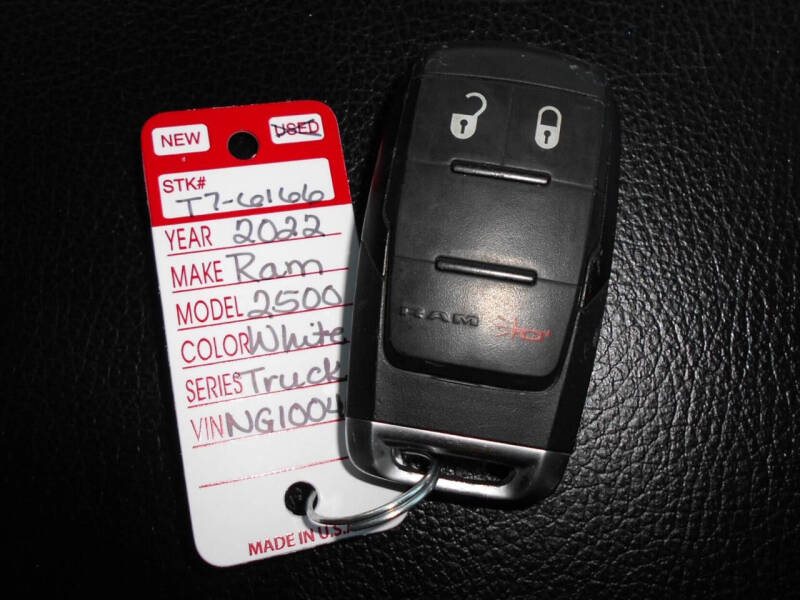 NEW USED
STK# T7-6166
YEAR 2022
MAKE Ram
MODEL 2500
COLOR White
SERIES Truck
VIN NG1004
MADE IN U.S.A
RAM